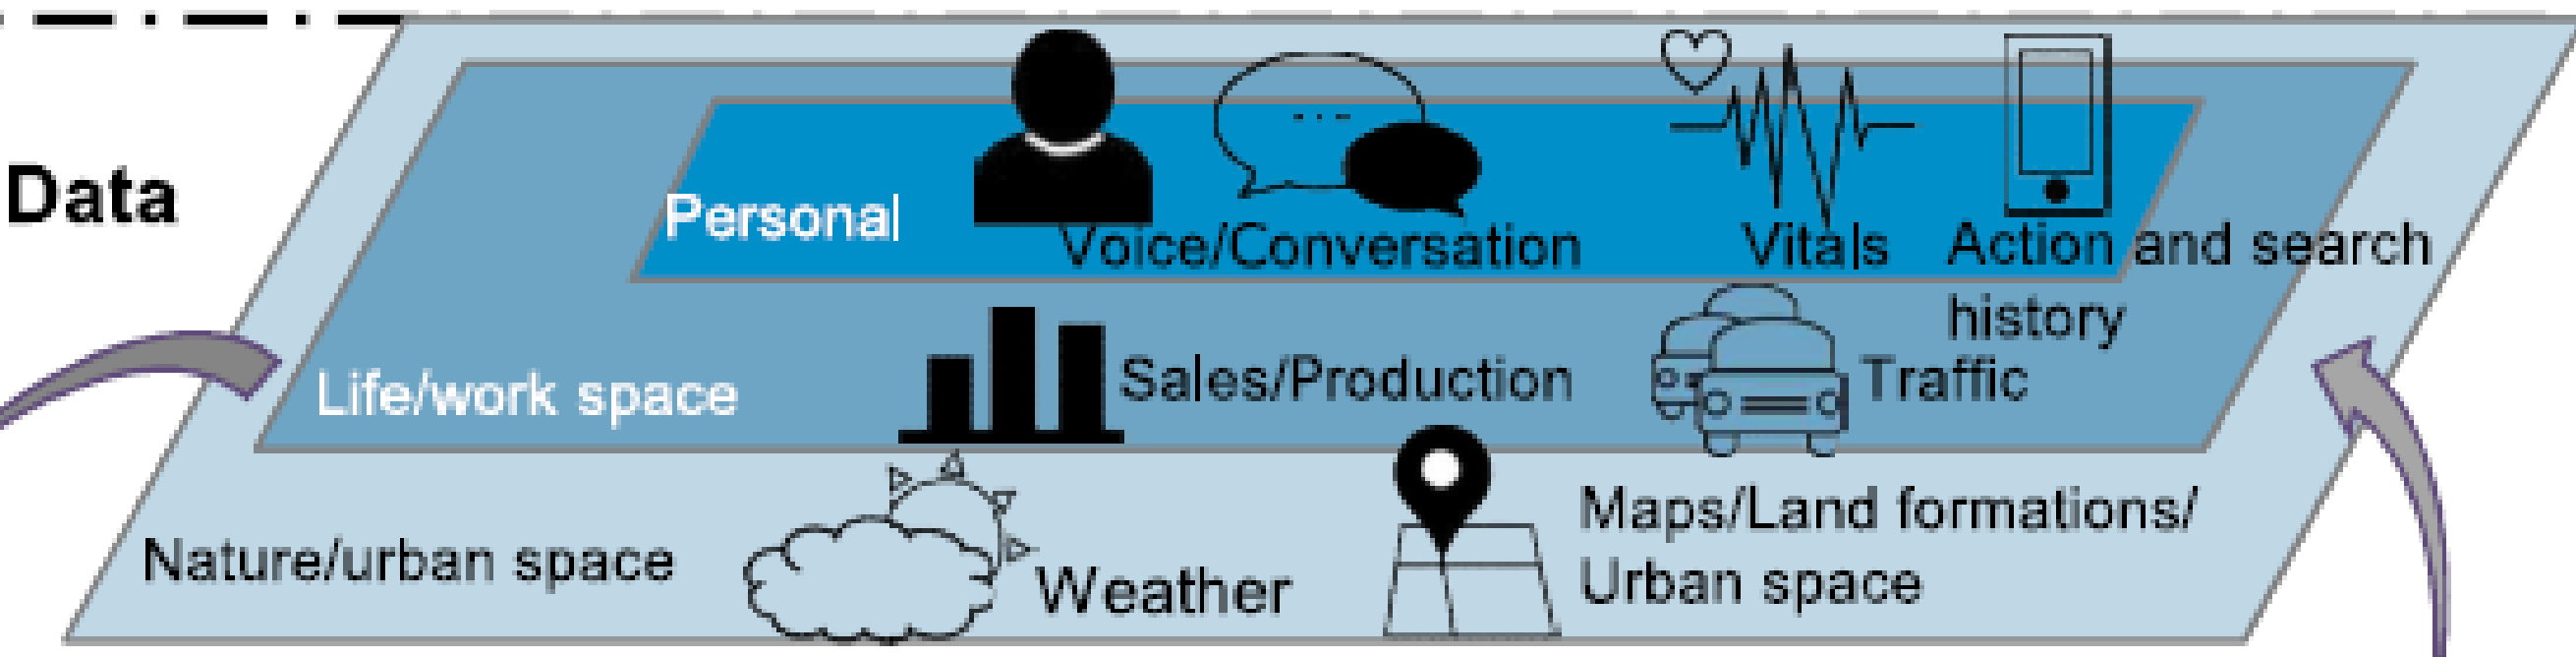 Data
Personal
Voice/Conversation
Vitals
Action and search
history
Life/work space
Sales/Production
Traffic
Nature/urban space
Weather
Maps/Land formations/
Urban space